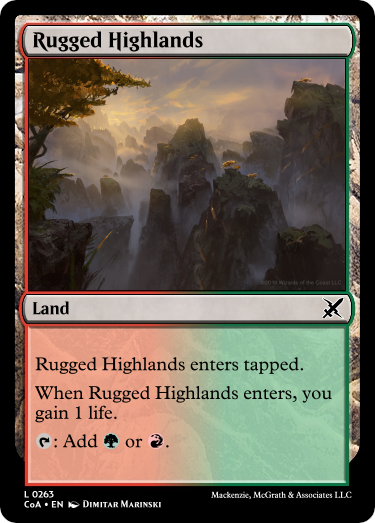 Rugged Highlands
Land
Rugged Highlands enters tapped.
When Rugged Highlands enters, you
gain 1 life.
: Add or .
L 0263
CoA • EN Dimitar Marinski
Mackenzie, McGrath & Associates LLC